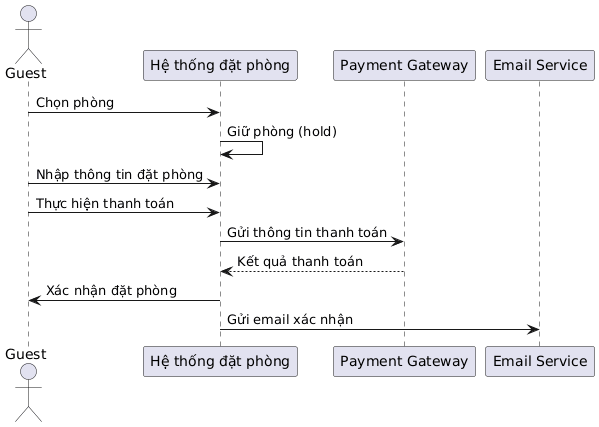 Guest
Hệ thống đặt phòng
Payment Gateway
Email Service
Chọn phòng
Giữ phòng (hold)
Nhập thông tin đặt phòng
Thực hiện thanh toán
Gửi thông tin thanh toán
Kết quả thanh toán
Xác nhận đặt phòng
Gửi email xác nhận
Guest
Hệ thống đặt phòng
Payment Gateway
Email Service